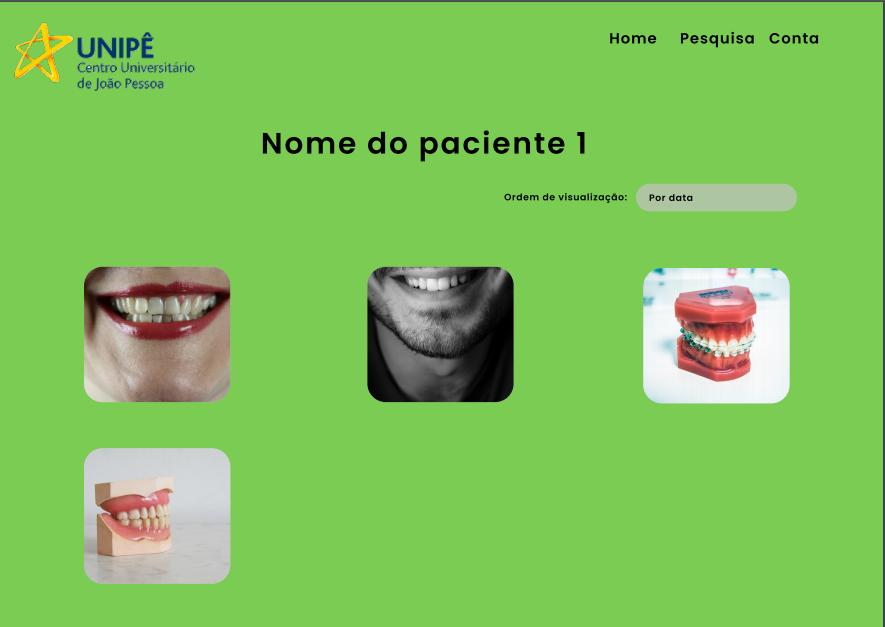 UNIPÊ
Centro Universitário
de João Pessoa
Home Pesquisa Conta
Nome do paciente 1
Ordem de visualização: Por data